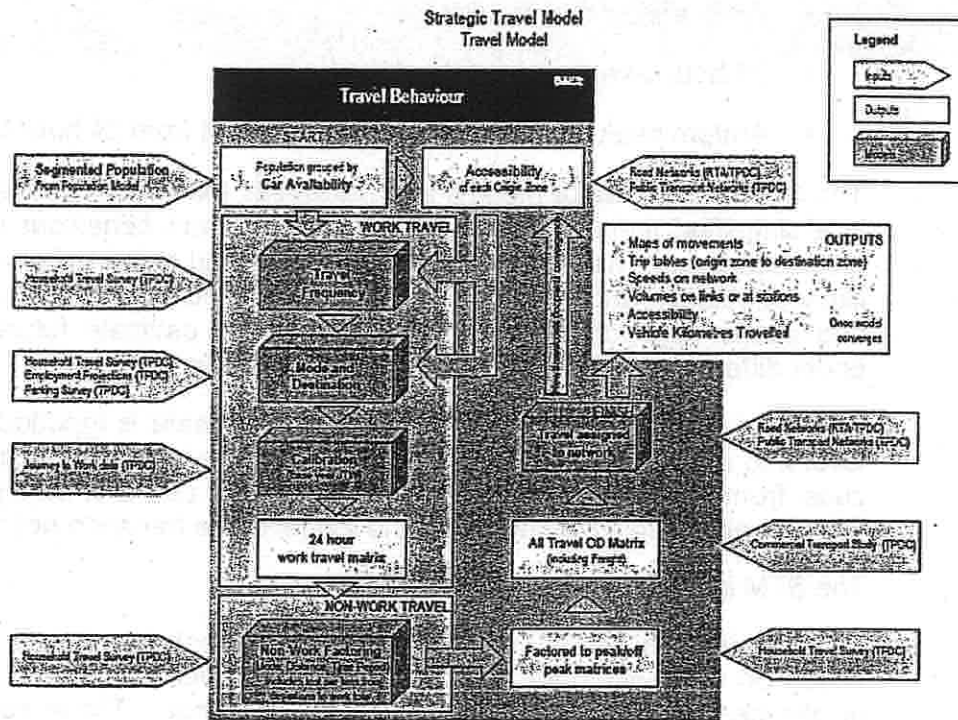 Strategic Travel Model
Travel Model
Legend
Inputs
Outputs
Models
Travel Behaviour
BACK
Segmented Population
From Population Model
Population grouped by
Car Availability
Accessibility
of each Origin Zone
Road Networks (RTA/TPDC)
Public Transport Networks (TPDC)
WORK TRAVEL
Household Travel Survey (TPDC)
Travel
Frequency
OUTPUTS
• Maps of movements
• Trip tables (origin zone to destination zone)
• Speeds on network
• Volumes on links or at stations
• Accessibility
• Vehicle Kilometres Travelled
Once model
converges
Household Travel Survey (TPDC)
Employment Projections (TPDC)
Parking Survey (TPDC)
Mode and
Destination
Travel assigned
to network
Road Networks (RTA/TPDC)
Public Transport Networks (TPDC)
Journey to Work data (TPDC)
Calibration
24 hour
work travel matrix
All Travel OD Matrix
(including Freight)
Commercial Transport Study (TPDC)
NON-WORK TRAVEL
Household Travel Survey (TPDC)
Non-Work Factoring
Factored to peak/off
peak matrices
Household Travel Survey (TPDC)